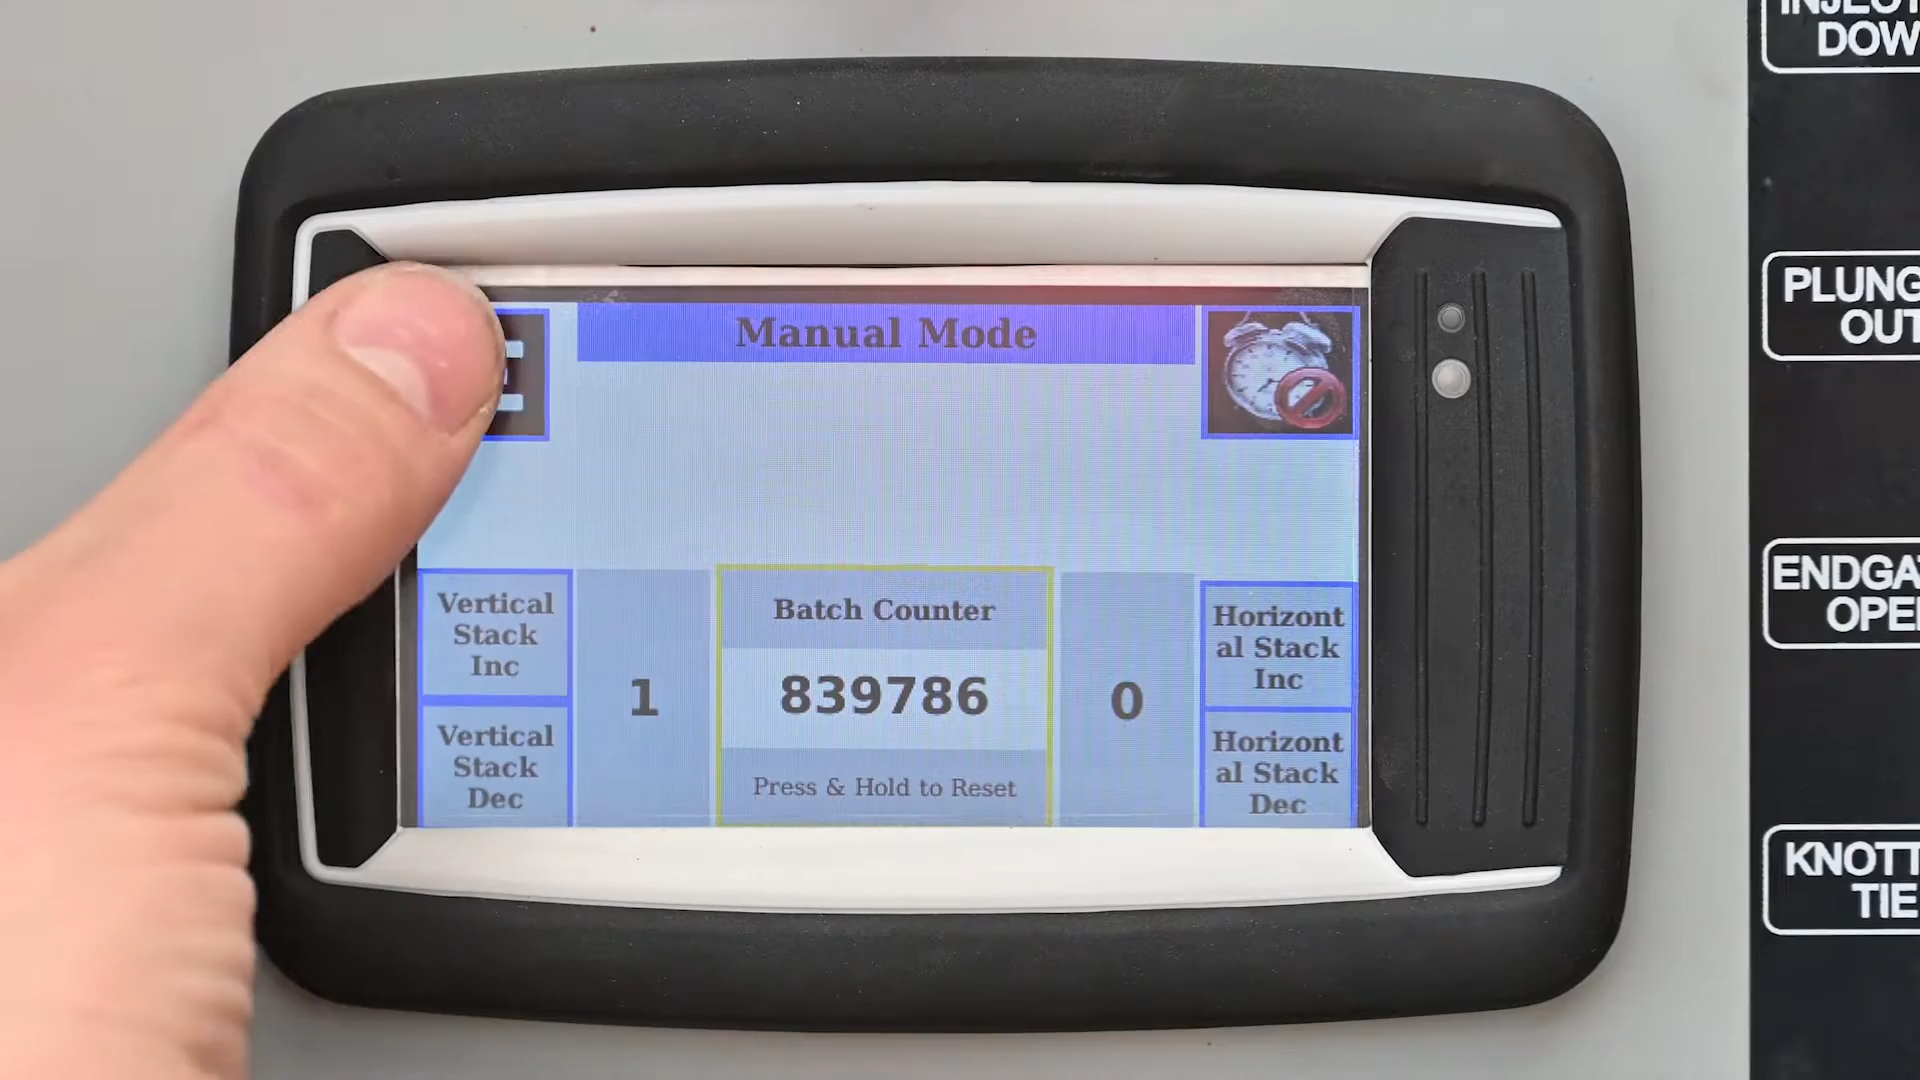 Manual Mode
Vertical
Stack
Inc
Vertical
Stack
Dec
1
Batch Counter
839786
Press & Hold to Reset
0
Horizont
al Stack
Inc
Horizont
al Stack
Dec
DOW
PLUNG
OUT
ENDGA
OPE
KNOTT
TIE